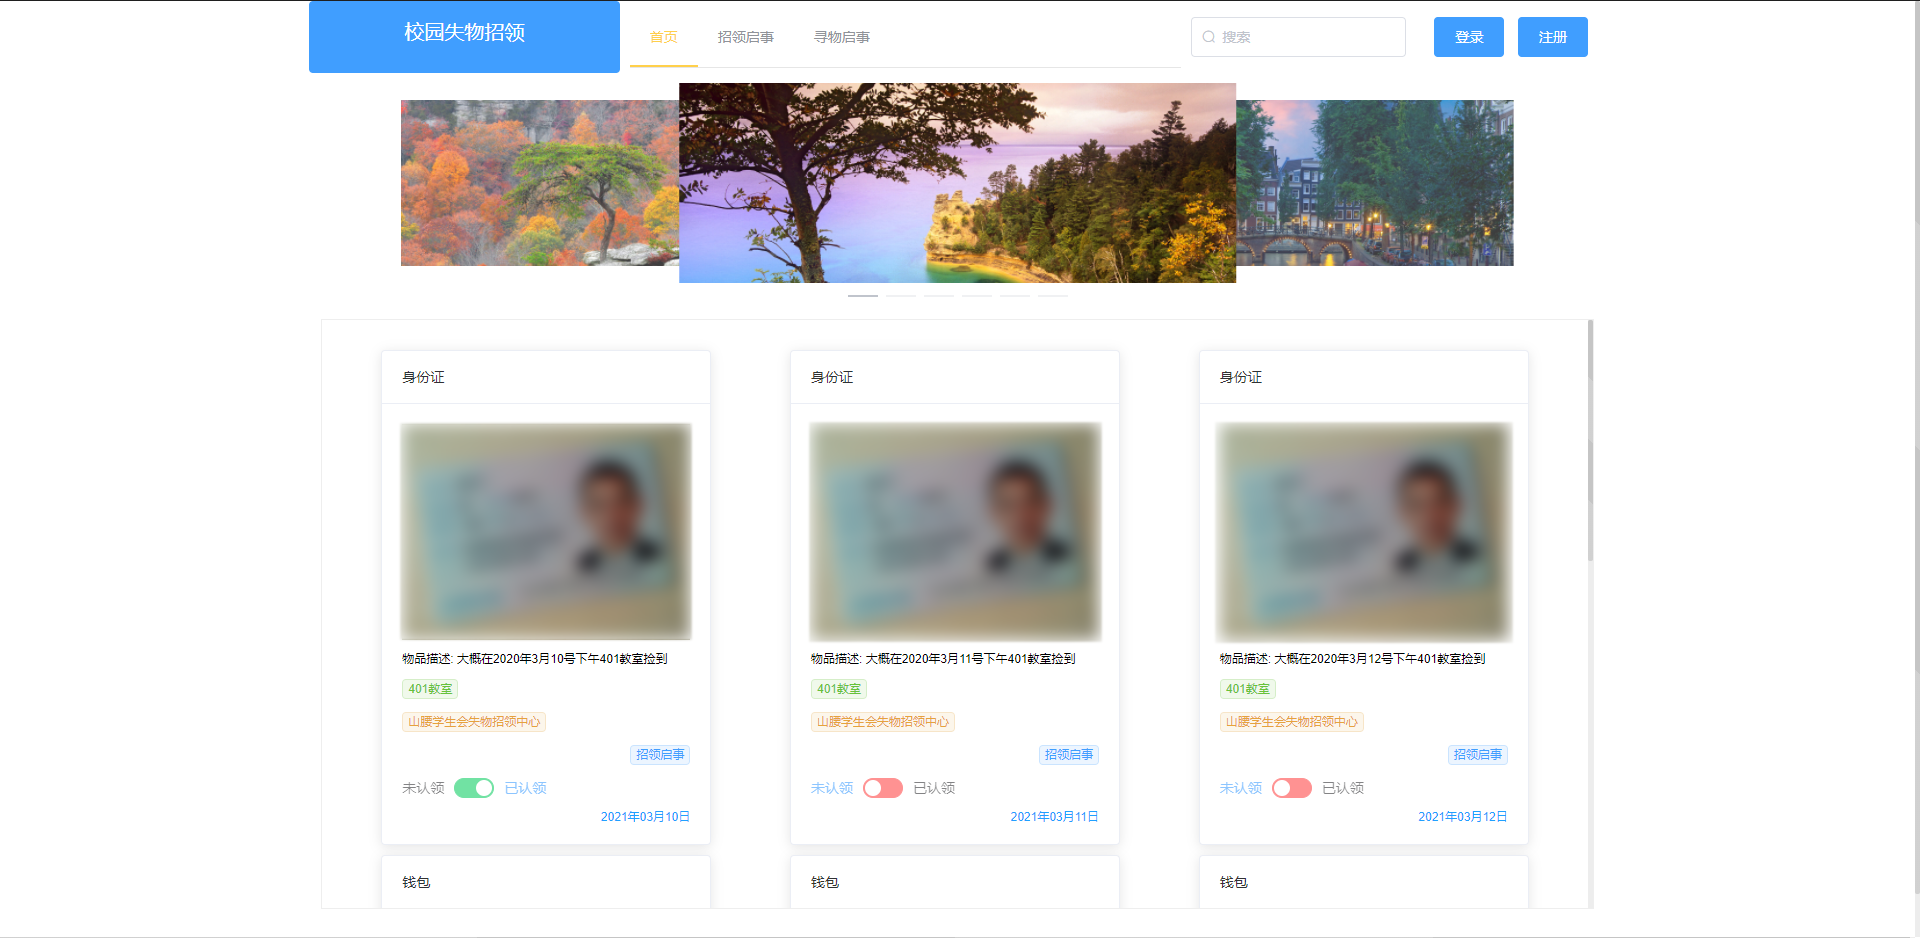 校园失物招领
首页 招领启事 寻物启事
搜索
登录 注册
身份证
物品描述: 大概在2020年3月10号下午401教室捡到
401教室
山腰学生会失物招领中心
招领启事
未认领 已认领
2021年03月10日
身份证
物品描述: 大概在2020年3月11号下午401教室捡到
401教室
山腰学生会失物招领中心
招领启事
未认领 已认领
2021年03月11日
身份证
物品描述: 大概在2020年3月12号下午401教室捡到
401教室
山腰学生会失物招领中心
招领启事
未认领 已认领
2021年03月12日
钱包
钱包
钱包